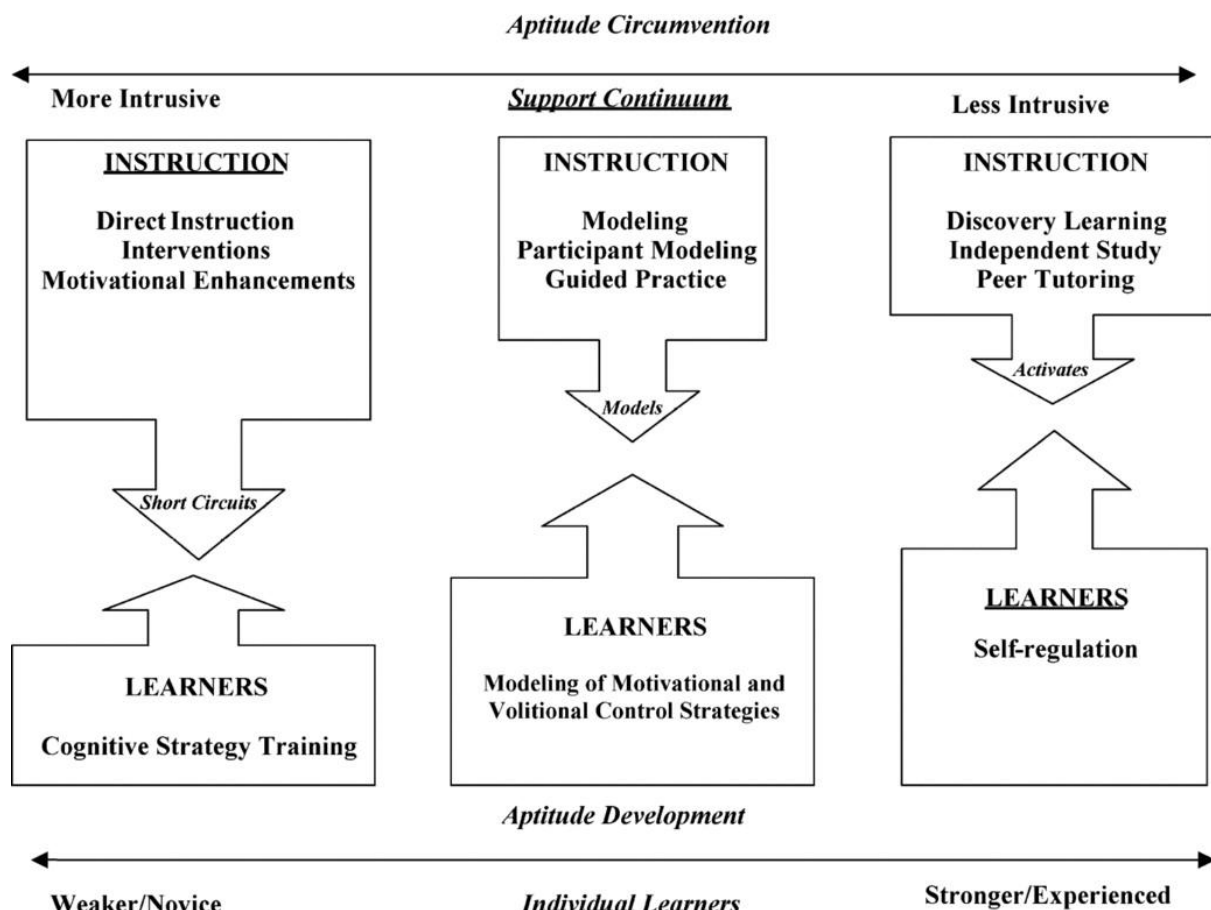 Aptitude Circumvention
More Intrusive
Support Continuum
Less Intrusive
INSTRUCTION
Direct Instruction
Interventions
Motivational Enhancements
Short Circuits
INSTRUCTION
Modeling
Participant Modeling
Guided Practice
Models
INSTRUCTION
Discovery Learning
Independent Study
Peer Tutoring
Activates
LEARNERS
Cognitive Strategy Training
LEARNERS
Modeling of Motivational and
Volitional Control Strategies
LEARNERS
Self-regulation
Aptitude Development
Weaker/Novice
Individual Learners
Stronger/Experienced